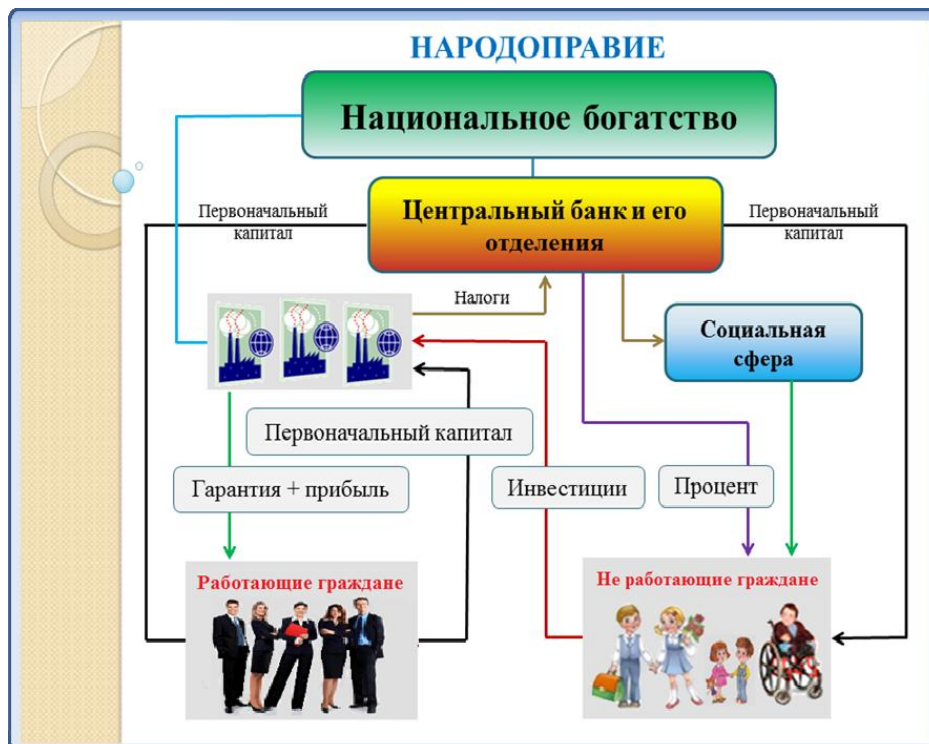 НАРОДОПРАВИЕ
Национальное богатство
Центральный банк и его
отделения
Первоначальный
капитал
Первоначальный
капитал
Налоги
Социальная
сфера
Первоначальный капитал
Гарантия + прибыль
Инвестиции
Процент
Работающие граждане
Не работающие граждане